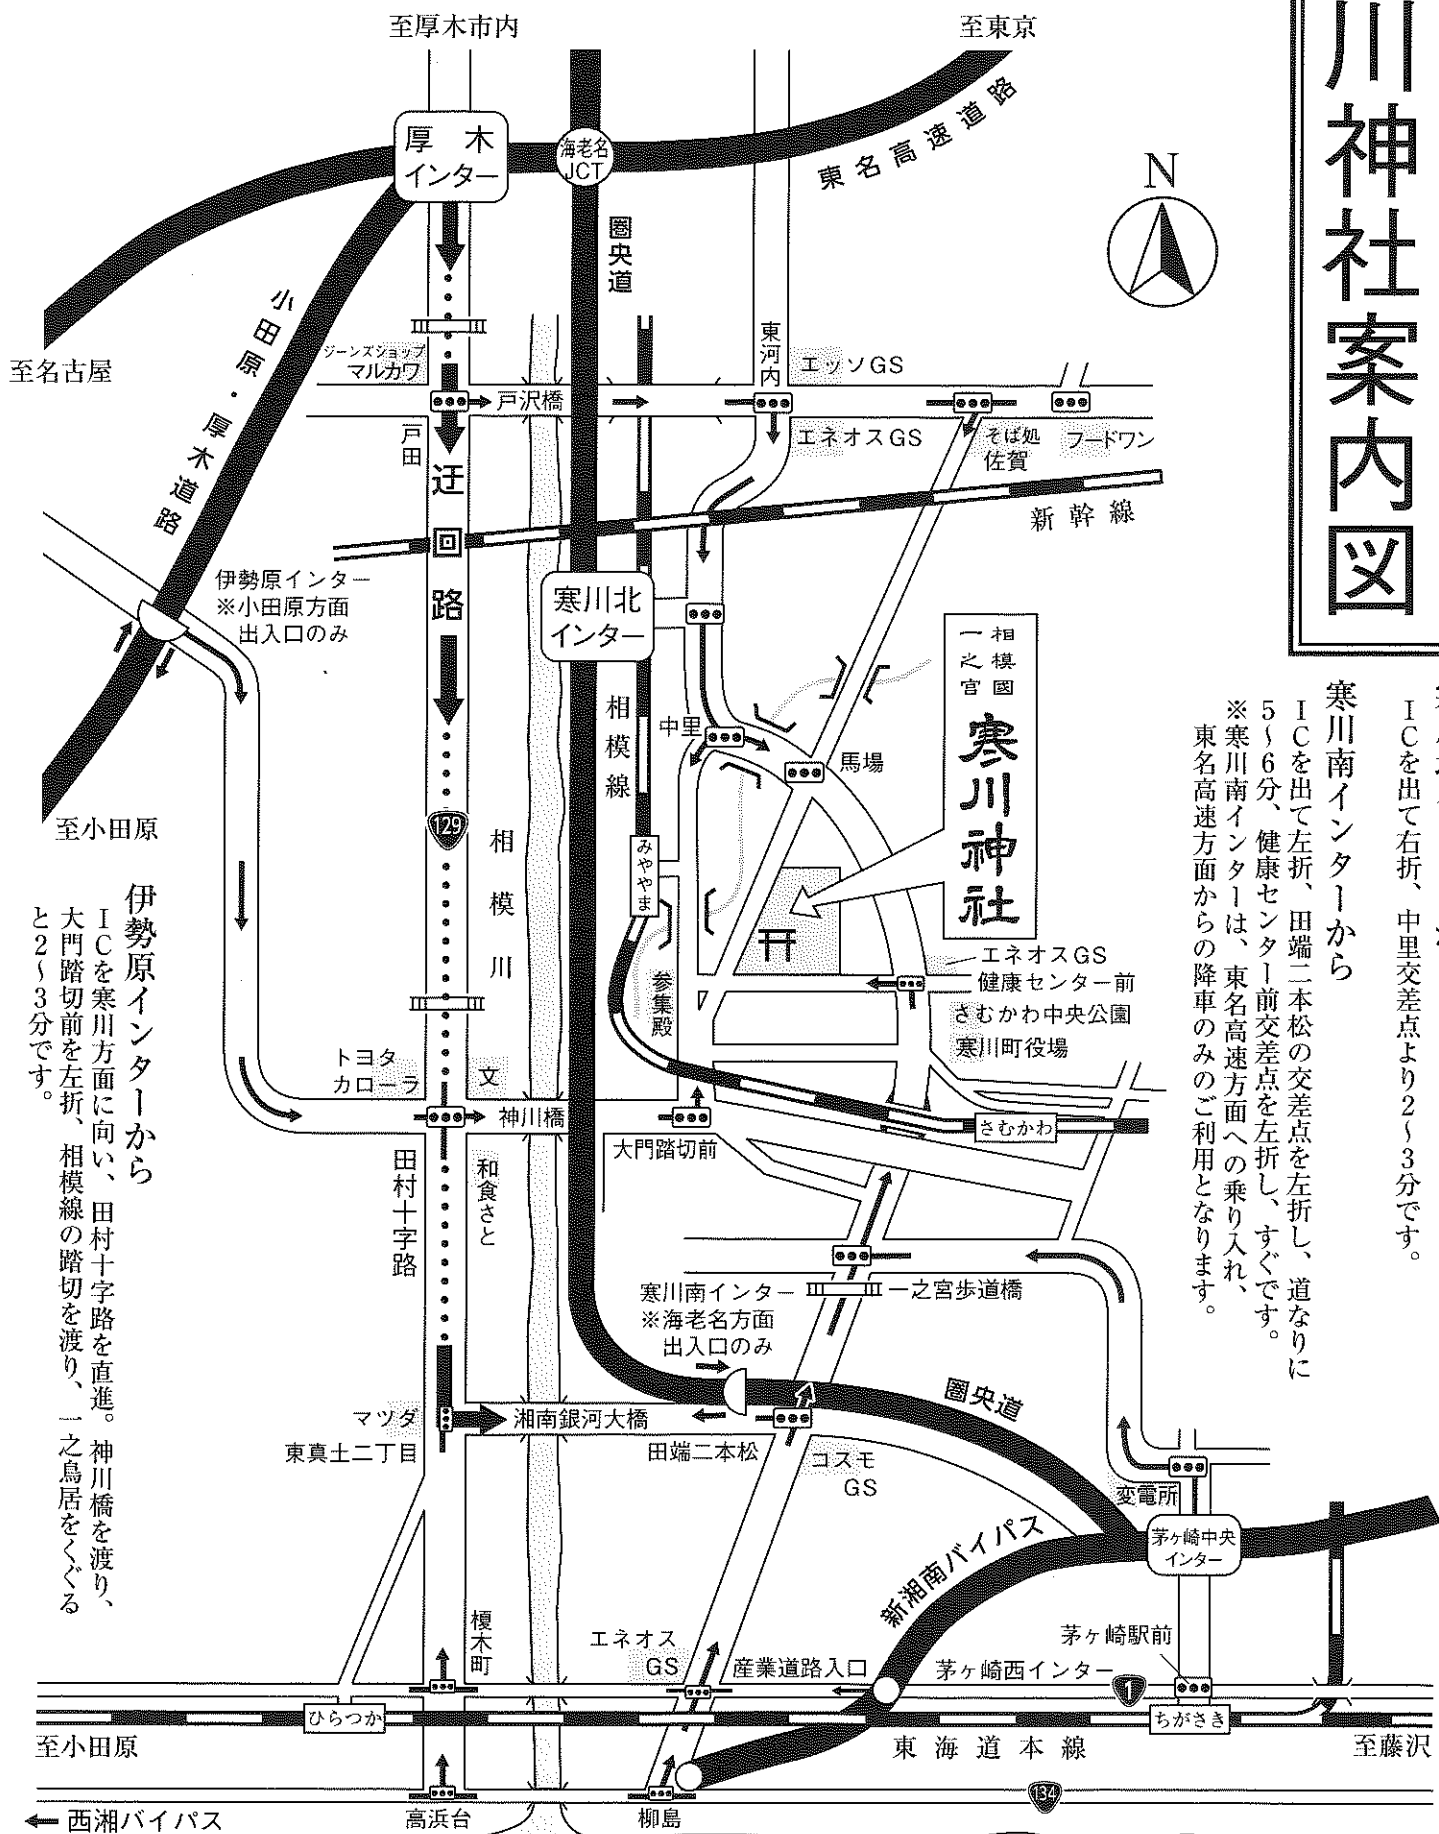 川神社案内図
ICを出て右折、中里交差点より2〜3分です。
寒川南インターから
ICを出て左折、田端二本松の交差点を左折し、道なりに
5〜6分、健康センター前交差点を左折し、すぐです。
※寒川南インターは、東名高速方面への乗り入れ、
東名高速方面からの降車のみのご利用となります。
至厚木市内
至東京
厚木
インター
海老名
JCT
東名高速道路
N
圏央道
小田原・厚木道路
至名古屋
ジーンズショップ
マルカワ
東河内
エッソGS
戸沢橋
戸田
エネオスGS
そば処
佐賀
フードワン
迂
路
新幹線
伊勢原インター
※小田原方面
出入口のみ
寒川北
インター
相模國
一之宮
寒川神社
相模線
中里
馬場
至小田原
129
相模川
みややま
参集殿
エネオスGS
健康センター前
さむかわ中央公園
寒川町役場
伊勢原インターから
ICを寒川方面に向い、田村十字路を直進。神川橋を渡り、
大門踏切前を左折、相模線の踏切を渡り、一之鳥居をくぐる
と2〜3分です。
トヨタ
カローラ
文
神川橋
大門踏切前
さむかわ
田村十字路
和食さと
寒川南インター
※海老名方面
出入口のみ
一之宮歩道橋
圏央道
マツダ
湘南銀河大橋
東真土二丁目
田端二本松
コスモ
GS
変電所
新湘南バイパス
茅ヶ崎中央
インター
榎木町
エネオス
GS
産業道路入口
茅ヶ崎西インター
茅ヶ崎駅前
1
ひらつか
ちがさき
至小田原
東海道本線
至藤沢
134
西湘バイパス
高浜台
柳島